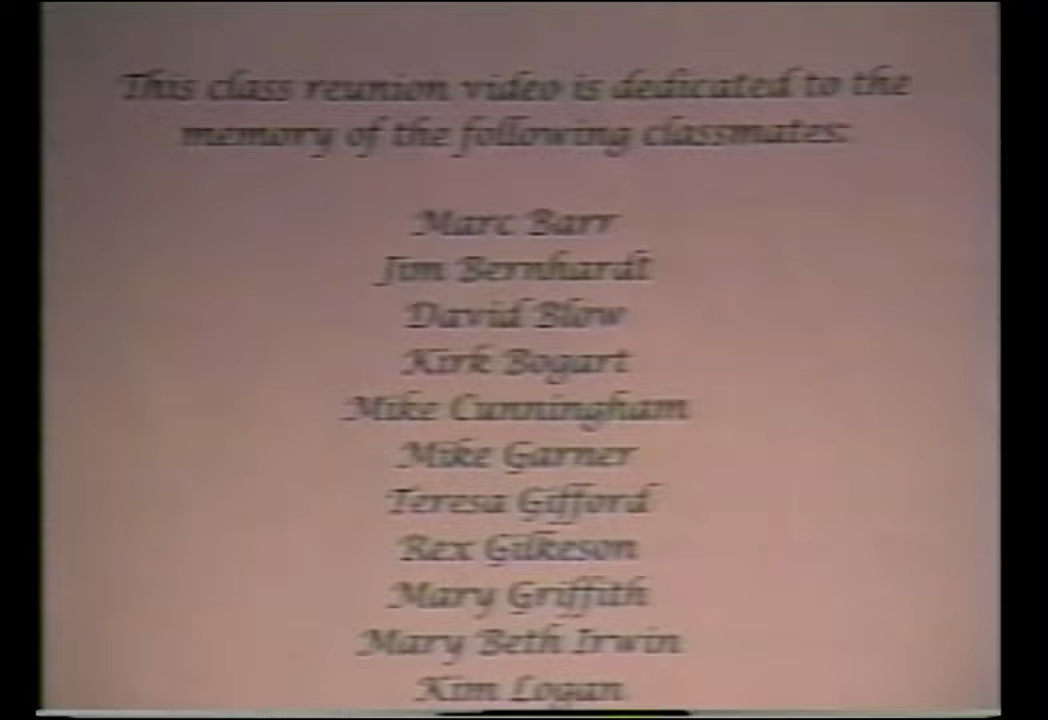 This class reunion video is dedicated to the
memory of the following classmates:
Marc Barr
Jim Bernhardt
David Blow
Kirk Bogart
Mike Cunningham
Mike Garner
Teresa Gifford
Rex Gilkeson
Mary Griffith
Mary Beth Irwin
Kim Logan